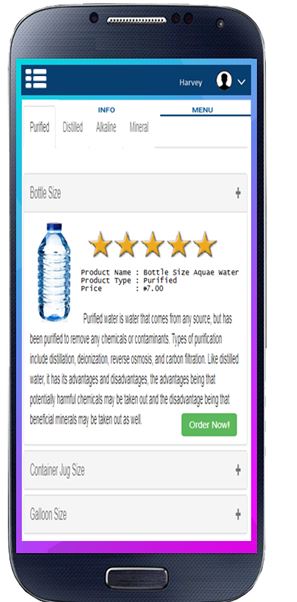 Harvey
INFO MENU
Purified Distilled Alkaline Mineral
Bottle Size +
Product Name : Bottle Size Aquae Water
Product Type : Purified
Price : ₱7.00
Purified water is water that comes from any source, but has
been purified to remove any chemicals or contaminants. Types of purification
include distillation, deionization, reverse osmosis, and carbon filtration. Like distilled
water, it has its advantages and disadvantages, the advantages being that
potentially harmful chemicals may be taken out and the disadvantage being that
beneficial minerals may be taken out as well.
Order Now!
Container Jug Size +
Galloon Size +